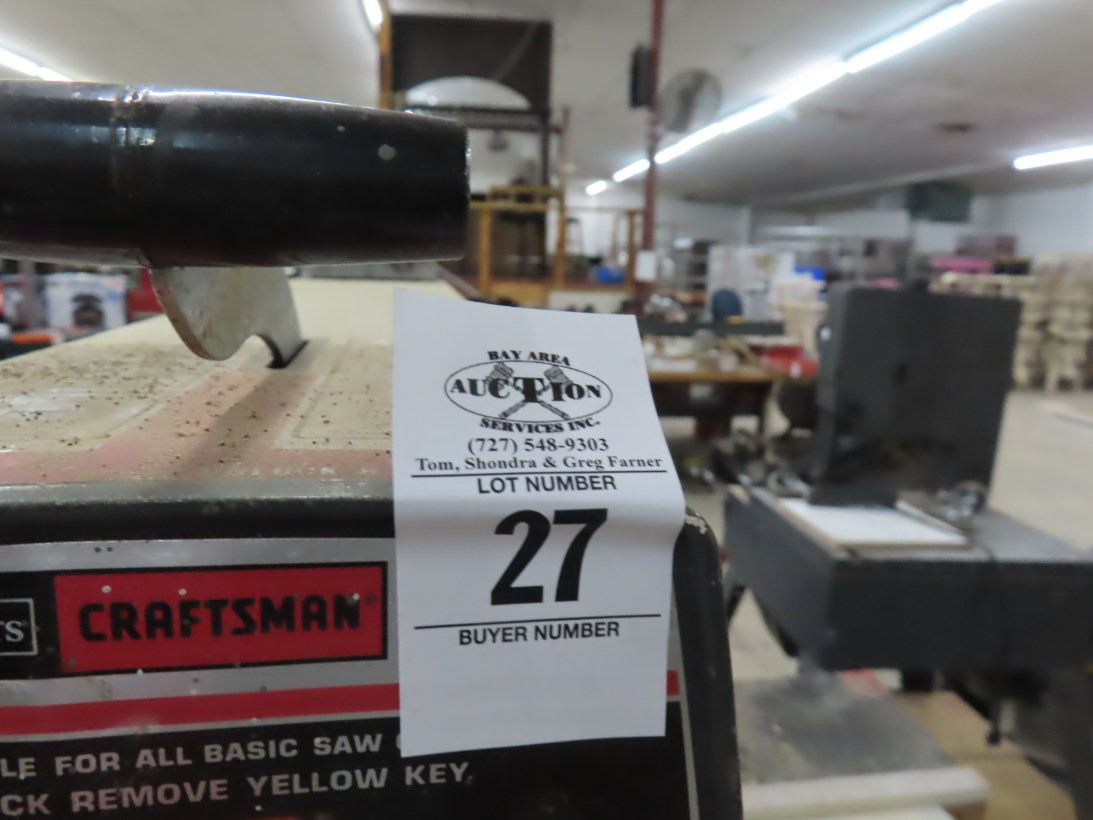 BAY AREA
AUCTION
SERVICES INC.
(727) 548-9303
Tom, Shondra & Greg Farner
LOT NUMBER
27
BUYER NUMBER
CRAFTSMAN®
LE FOR ALL BASIC SAW
CK REMOVE YELLOW KEY